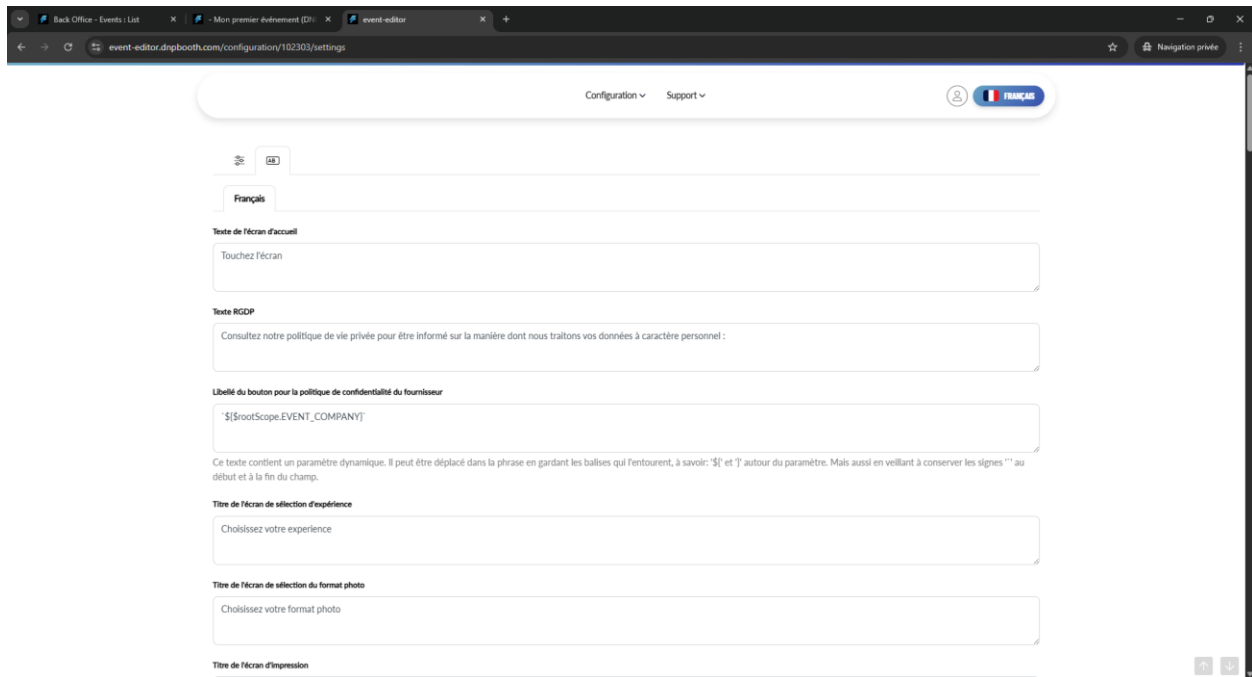 Back Office - Events : List
- Mon premier événement (DN
event-editor
event-editor.dnpbooth.com/configuration/102303/settings
Navigation privée
Configuration
Support
FRANÇAIS
AB
Français
Texte de l'écran d'accueil
Touchez l'écran
Texte RGDP
Consultez notre politique de vie privée pour être informé sur la manière dont nous traitons vos données à caractère personnel :
Libellé du bouton pour la politique de confidentialité du fournisseur
`${$rootScope.EVENT_COMPANY}`
Ce texte contient un paramètre dynamique. Il peut être déplacé dans la phrase en gardant les balises qui l'entourent, à savoir: '${' et '}' autour du paramètre. Mais aussi en veillant à conserver les signes '`' au
début et à la fin du champ.
Titre de l'écran de sélection d'expérience
Choisissez votre experience
Titre de l'écran de sélection du format photo
Choisissez votre format photo
Titre de l'écran d'impression